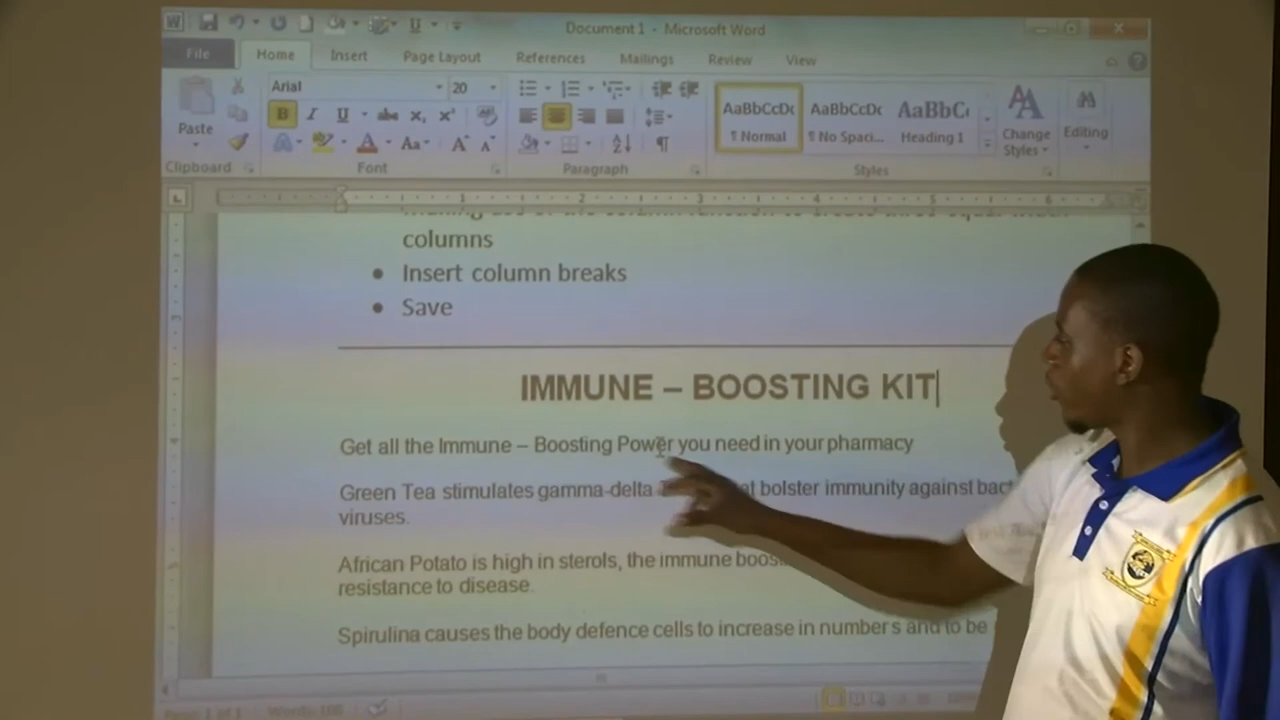 Document 1 - Microsoft Word
File Home Insert Page Layout References Mailings Review View
Arial 20
AaBbCcDc AaBbCcDc AaBbC
Paste
¶ Normal ¶ No Spaci... Heading 1
Change Styles
Editing
Clipboard Font Paragraph Styles
columns
• Insert column breaks
• Save
IMMUNE – BOOSTING KIT
Get all the Immune – Boosting Power you need in your pharmacy
Green Tea stimulates gamma-delta bolster immunity against
viruses.
African Potato is high in sterols, the immune
resistance to disease.
Spirulina causes the body defence cells to increase in number s and to be
Page: 1 of 1